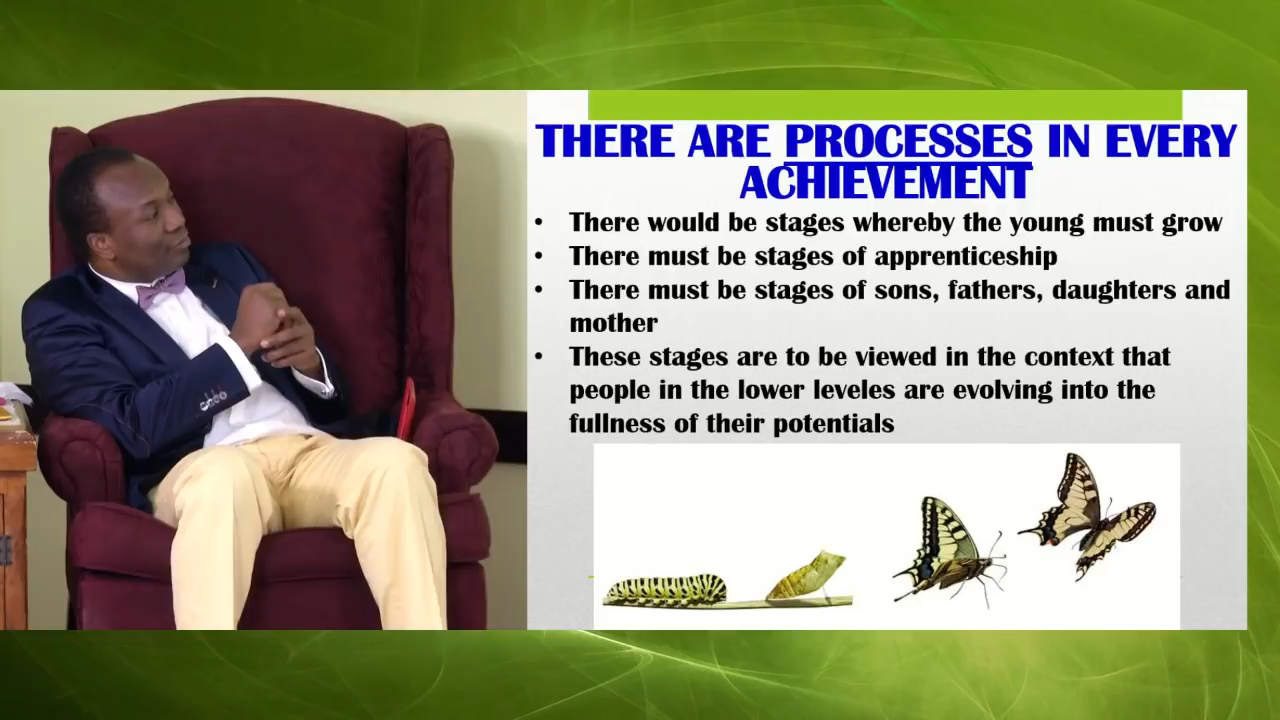 THERE ARE PROCESSES IN EVERY
ACHIEVEMENT
• There would be stages whereby the young must grow
• There must be stages of apprenticeship
• There must be stages of sons, fathers, daughters and
mother
• These stages are to be viewed in the context that
people in the lower leveles are evolving into the
fullness of their potentials